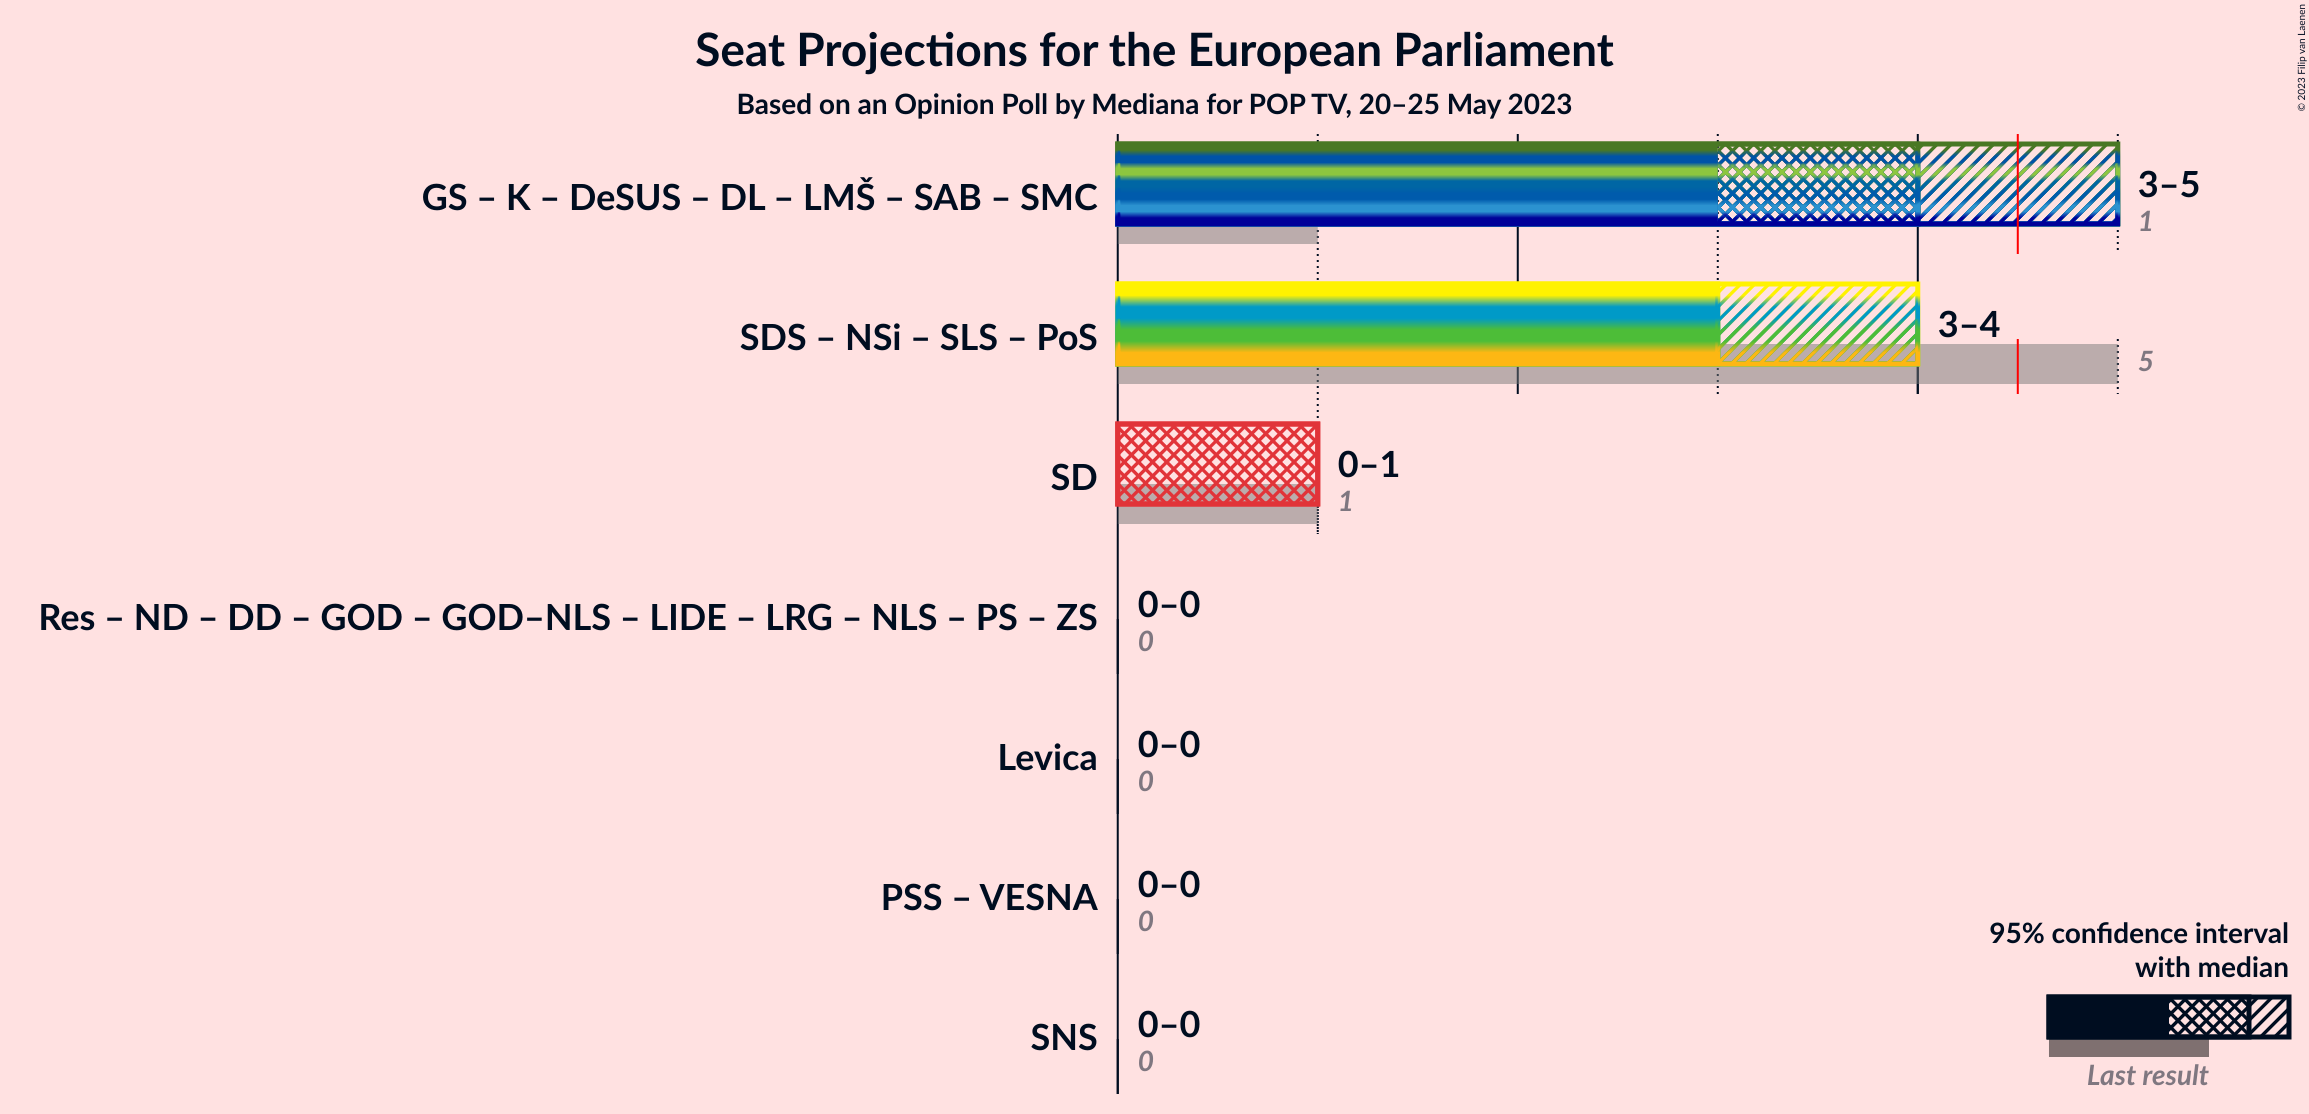 Seat Projections for the European Parliament
Based on an Opinion Poll by Mediana for POP TV, 20–25 May 2023
© 2023 Filip van Laenen
GS – K – DeSUS – DL – LMŠ – SAB – SMC
3–5
1
SDS – NSi – SLS – PoS
3–4
5
SD
0–1
1
Res – ND – DD – GOD – GOD–NLS – LIDE – LRG – NLS – PS – ZS
0–0
0
Levica
0–0
0
PSS – VESNA
0–0
0
SNS
0–0
0
95% confidence interval
with median
Last result